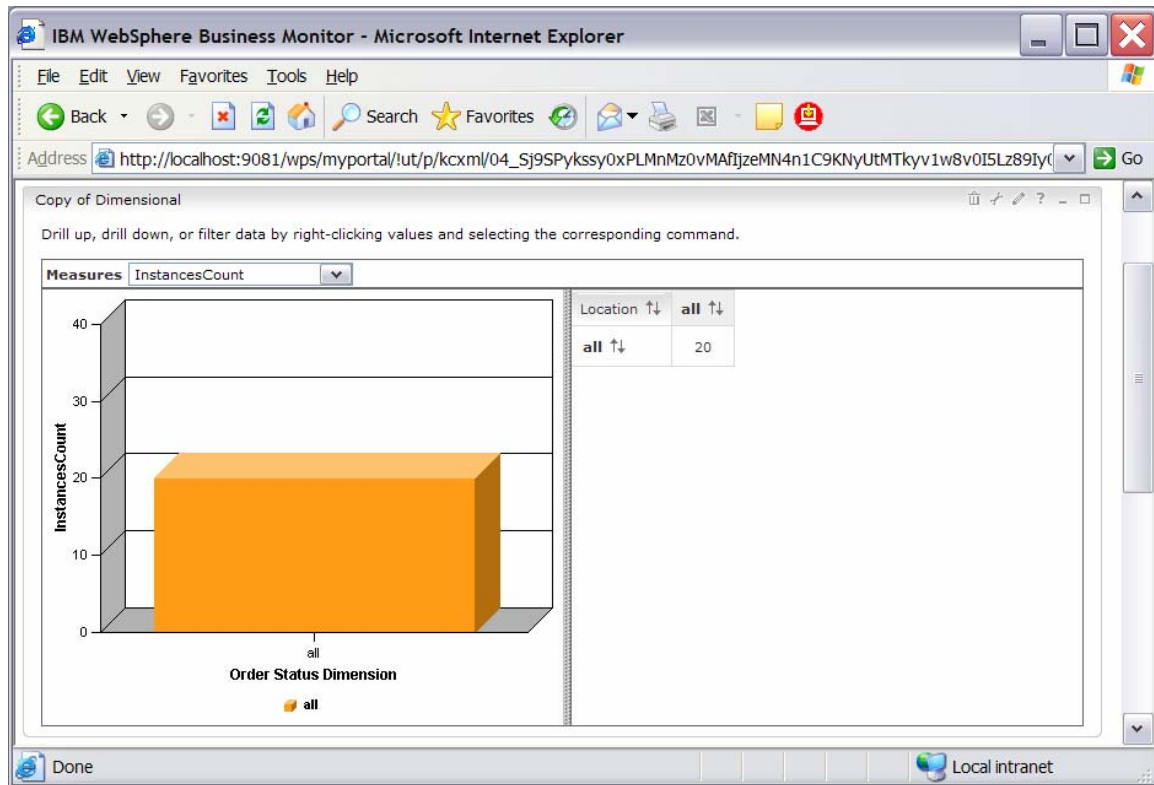 IBM WebSphere Business Monitor - Microsoft Internet Explorer
File Edit View Favorites Tools Help
Back Search Favorites
Address http://localhost:9081/wps/myportal/!ut/p/kcxml/04_Sj9SPykssy0xPLMnMz0vMAfIjzeMN4n1C9KNyUtMTkyv1w8v0I5Lz89Iy( Go
Copy of Dimensional ?
Drill up, drill down, or filter data by right-clicking values and selecting the corresponding command.
Measures InstancesCount
Location all
all 20
40
30
20
10
0
InstancesCount
all
Order Status Dimension
all
Done Local intranet